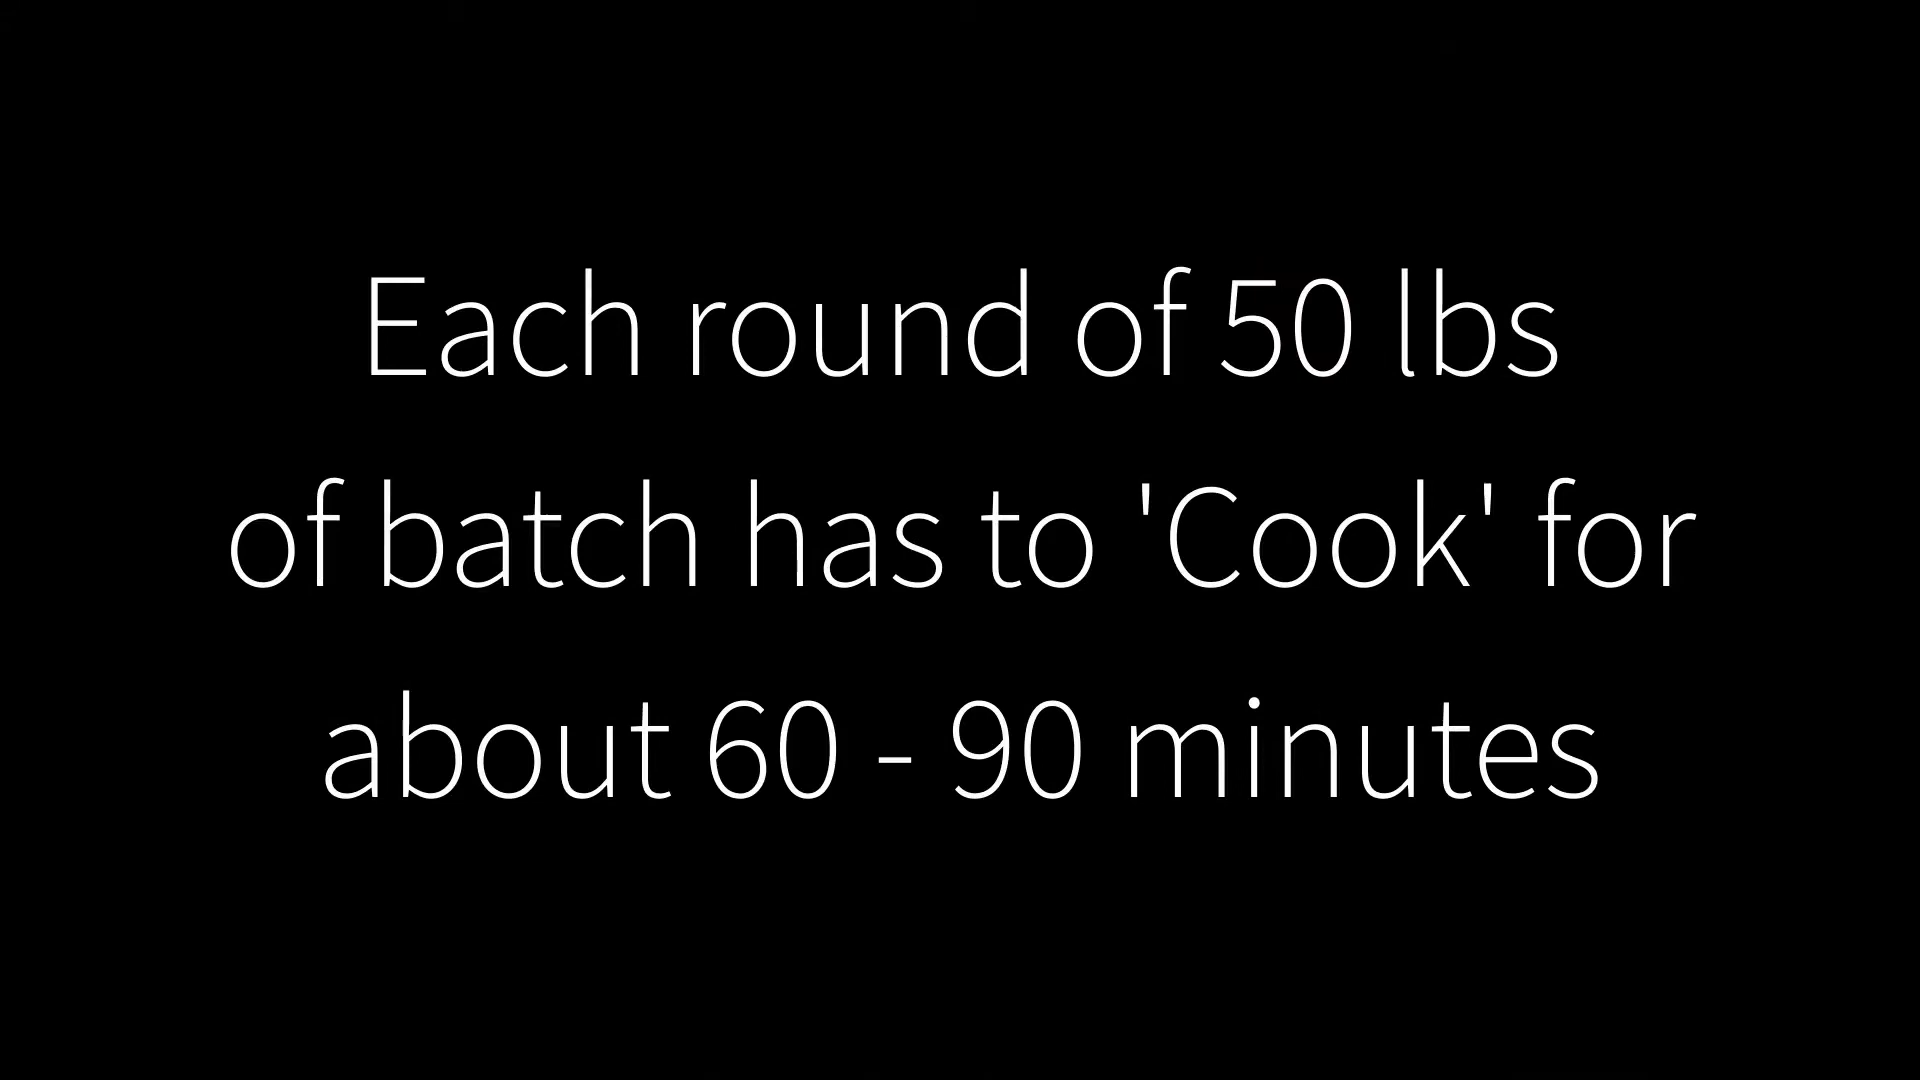 Each round of 50 lbs
of batch has to 'Cook' for
about 60 - 90 minutes